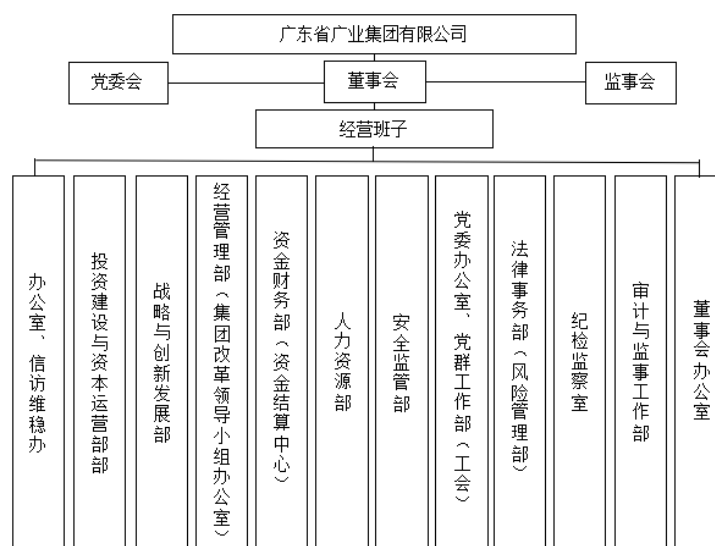 广东省广业集团有限公司
党委会
董事会
监事会
经营班子
办公室、信访维稳办
投资建设与资本运营部部
战略与创新发展部
经营管理部（集团改革领导小组办公室）
资金财务部（资金结算中心）
人力资源部
安全监管部
党委办公室、党群工作部（工会）
法律事务部（风险管理部）
纪检监察室
审计与监事工作部
董事会办公室